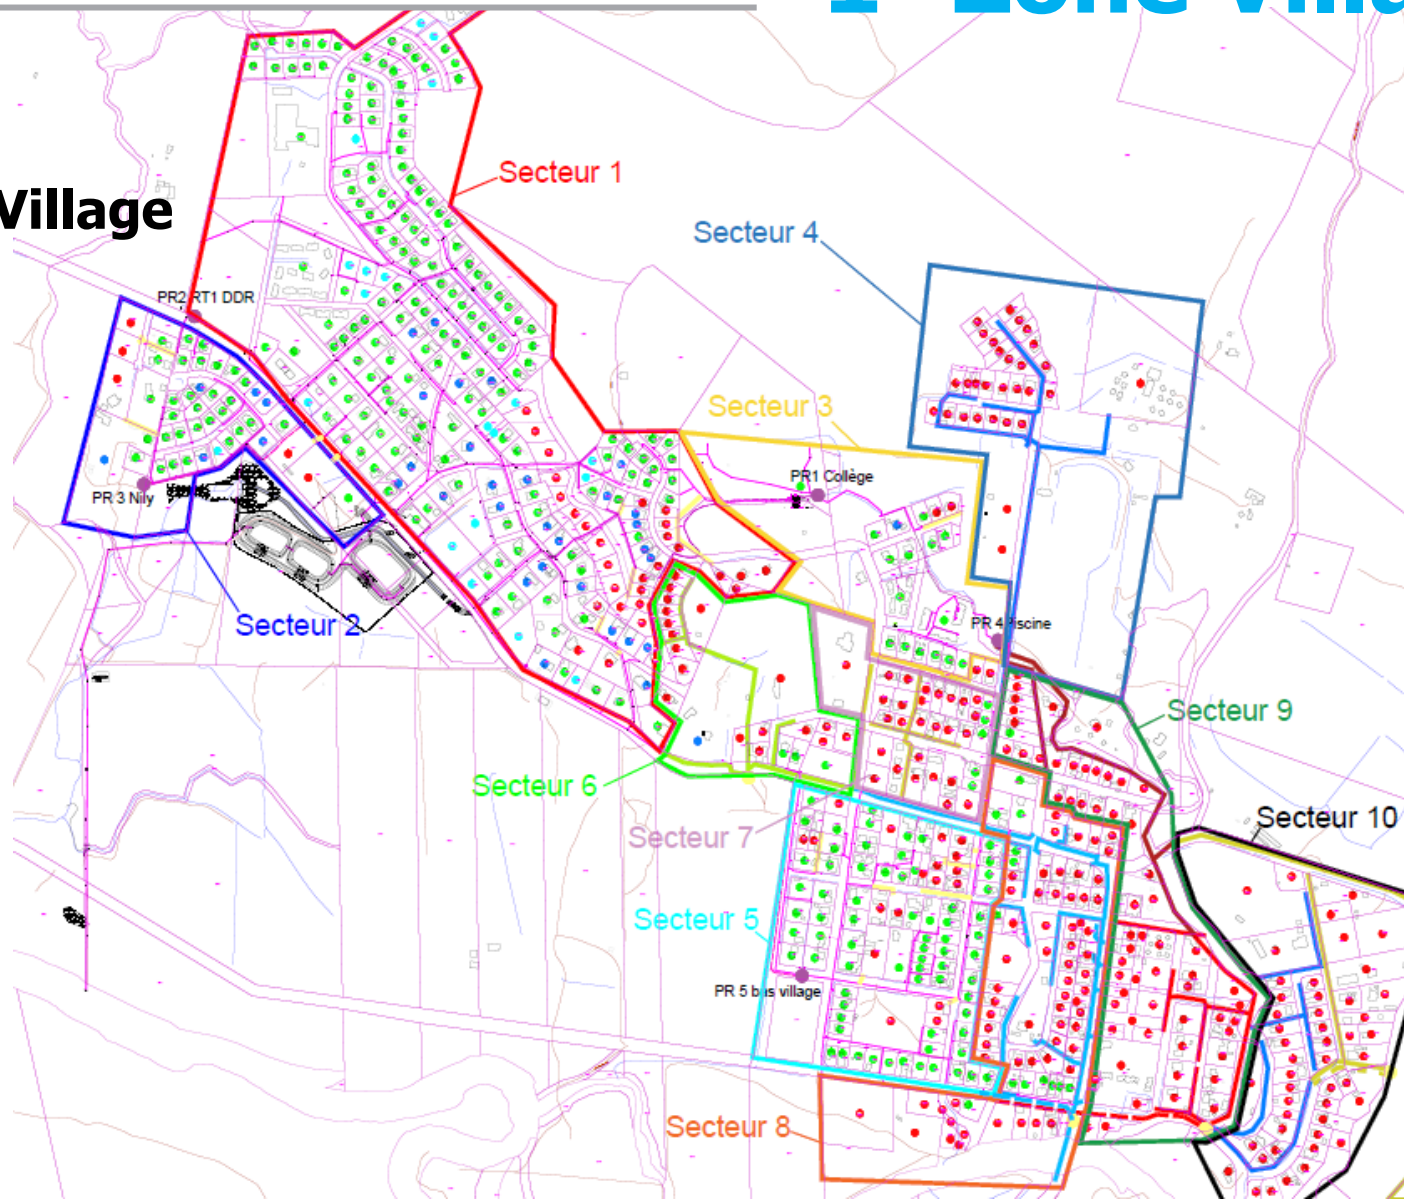 Village
Secteur 1
Secteur 4
PR2 RT1 DDR
Secteur 3
PR1 Collège
PR 3 Nily
Secteur 2
PR 4 Piscine
Secteur 9
Secteur 6
Secteur 10
Secteur 7
Secteur 5
PR 5 bas village
Secteur 8